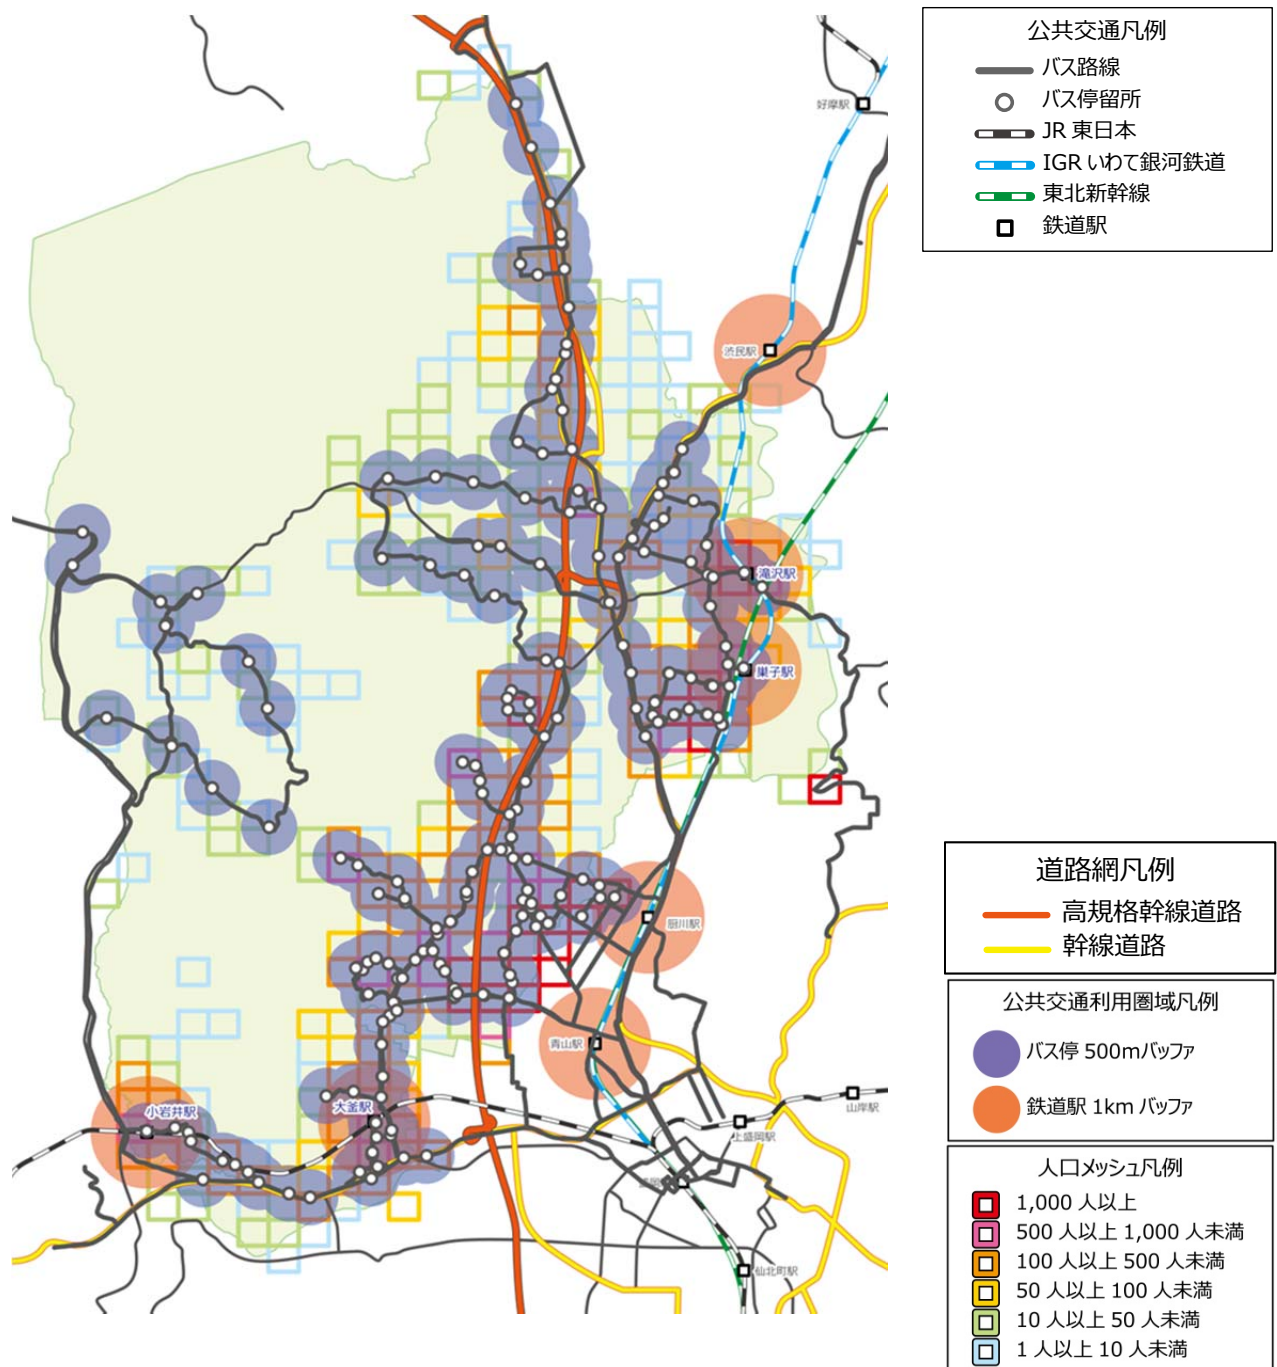 公共交通凡例
バス路線
バス停留所
JR 東日本
IGR いわて銀河鉄道
東北新幹線
鉄道駅
好摩駅
渋民駅
滝沢駅
巣子駅
厨川駅
青山駅
小岩井駅
大釜駅
山岸駅
上盛岡駅
仙北町駅
道路網凡例
高規格幹線道路
幹線道路
公共交通利用圏域凡例
バス停 500mバッファ
鉄道駅 1km バッファ
人口メッシュ凡例
1,000 人以上
500 人以上 1,000 人未満
100 人以上 500 人未満
50 人以上 100 人未満
10 人以上 50 人未満
1 人以上 10 人未満